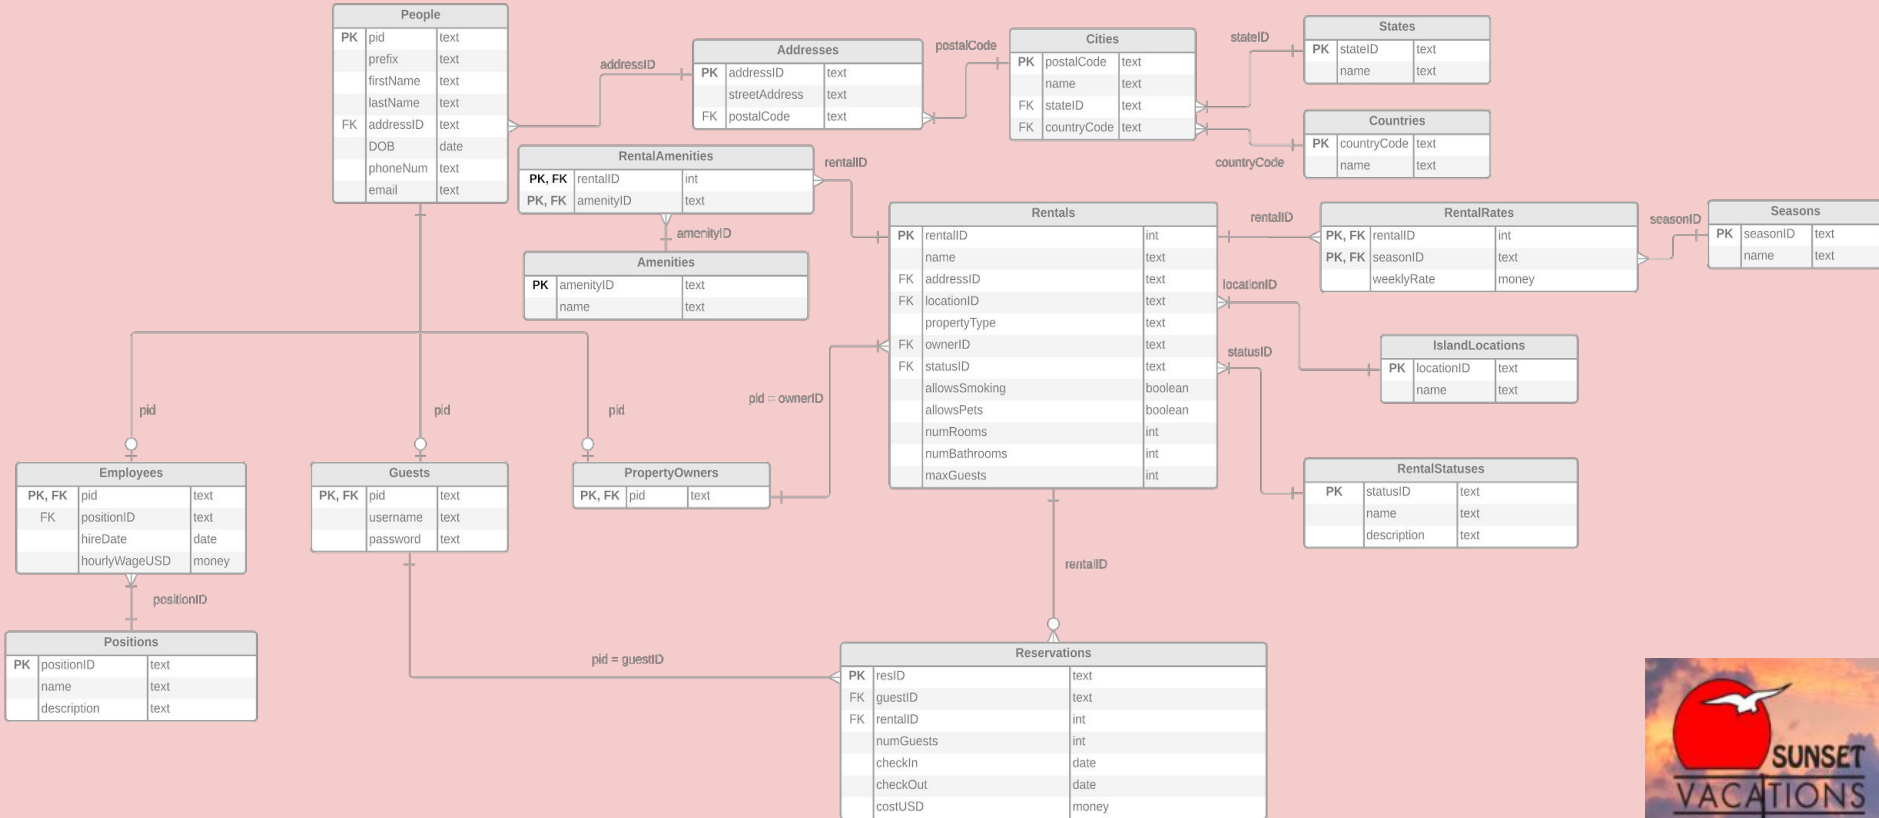 People
PK pid text
prefix text
firstName text
lastName text
FK addressID text
DOB date
phoneNum text
email text
addressID
Addresses
PK addressID text
streetAddress text
FK postalCode text
postalCode
Cities
PK postalCode text
name text
FK stateID text
FK countryCode text
stateID
States
PK stateID text
name text
countryCode
Countries
PK countryCode text
name text
RentalAmenities
PK, FK rentalID int
PK, FK amenityID text
rentalID
amenityID
Amenities
PK amenityID text
name text
Rentals
PK rentalID int
name text
FK addressID text
FK locationID text
propertyType text
FK ownerID text
FK statusID text
allowsSmoking boolean
allowsPets boolean
numRooms int
numBathrooms int
maxGuests int
rentalID
RentalRates
PK, FK rentalID int
PK, FK seasonID text
weeklyRate money
seasonID
Seasons
PK seasonID text
name text
locationID
IslandLocations
PK locationID text
name text
statusID
RentalStatuses
PK statusID text
name text
description text
pid
pid
pid
pid = ownerID
Employees
PK, FK pid text
FK positionID text
hireDate date
hourlyWageUSD money
Guests
PK, FK pid text
username text
password text
PropertyOwners
PK, FK pid text
positionID
Positions
PK positionID text
name text
description text
pid = guestID
rentalID
Reservations
PK resID text
FK guestID text
FK rentalID int
numGuests int
checkIn date
checkOut date
costUSD money
SUNSET
VACATIONS